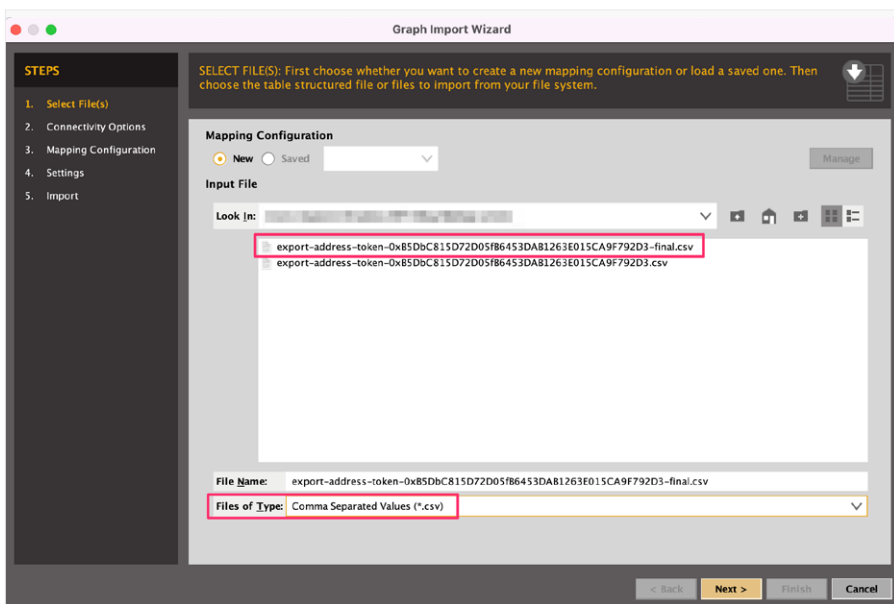 Graph Import Wizard
STEPS
1. Select File(s)
2. Connectivity Options
3. Mapping Configuration
4. Settings
5. Import
SELECT FILE(S): First choose whether you want to create a new mapping configuration or load a saved one. Then
choose the table structured file or files to import from your file system.
Mapping Configuration
New Saved
Manage
Input File
Look In:
export-address-token-0xB5DbC815D72D05fB6453DAB1263E015CA9F792D3-final.csv
export-address-token-0xB5DbC815D72D05fB6453DAB1263E015CA9F792D3.csv
File Name: export-address-token-0xB5DbC815D72D05fB6453DAB1263E015CA9F792D3-final.csv
Files of Type: Comma Separated Values (*.csv)
< Back Next > Finish Cancel